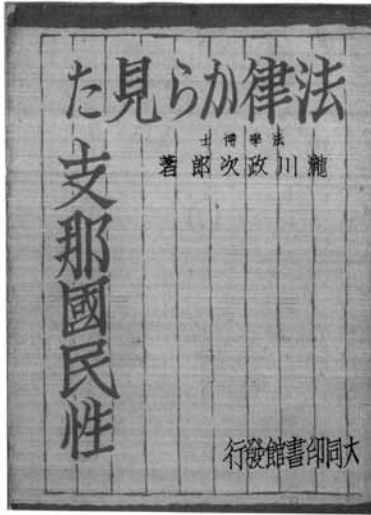 法律から見た
支那國民性
法學博士
瀧川政次郎著
大同印書館發行